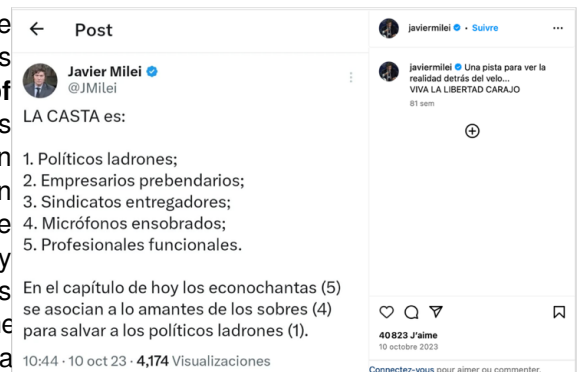 e
s
of
s
n
n
e
y
s
e
a
Post
Javier Milei
@JMilei
LA CASTA es:
1. Políticos ladrones;
2. Empresarios prebendarios;
3. Sindicatos entregadores;
4. Micrófonos ensobrados;
5. Profesionales funcionales.
En el capítulo de hoy los econochantas (5)
se asocian a lo amantes de los sobres (4)
para salvar a los políticos ladrones (1).
10:44 · 10 oct 23 · 4,174 Visualizaciones
javiermilei • Suivre
javiermilei Una pista para ver la
realidad detrás del velo...
VIVA LA LIBERTAD CARAJO
81 sem
40 823 J'aime
10 octobre 2023
Connectez-vous pour aimer ou commenter.